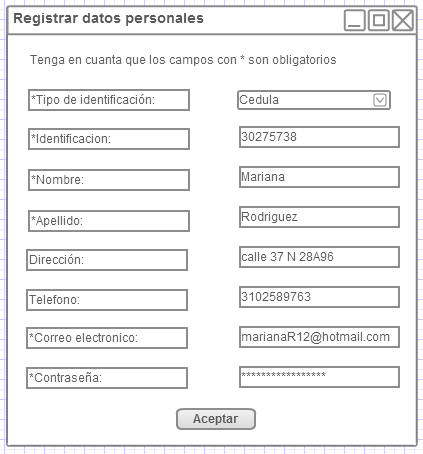 Registrar datos personales
Tenga en cuanta que los campos con * son obligatorios
*Tipo de identificación: Cedula
*Identificacion: 30275738
*Nombre: Mariana
*Apellido: Rodriguez
Dirección: calle 37 N 28A96
Telefono: 3102589763
*Correo electronico: marianaR12@hotmail.com
*Contraseña: *****************
Aceptar